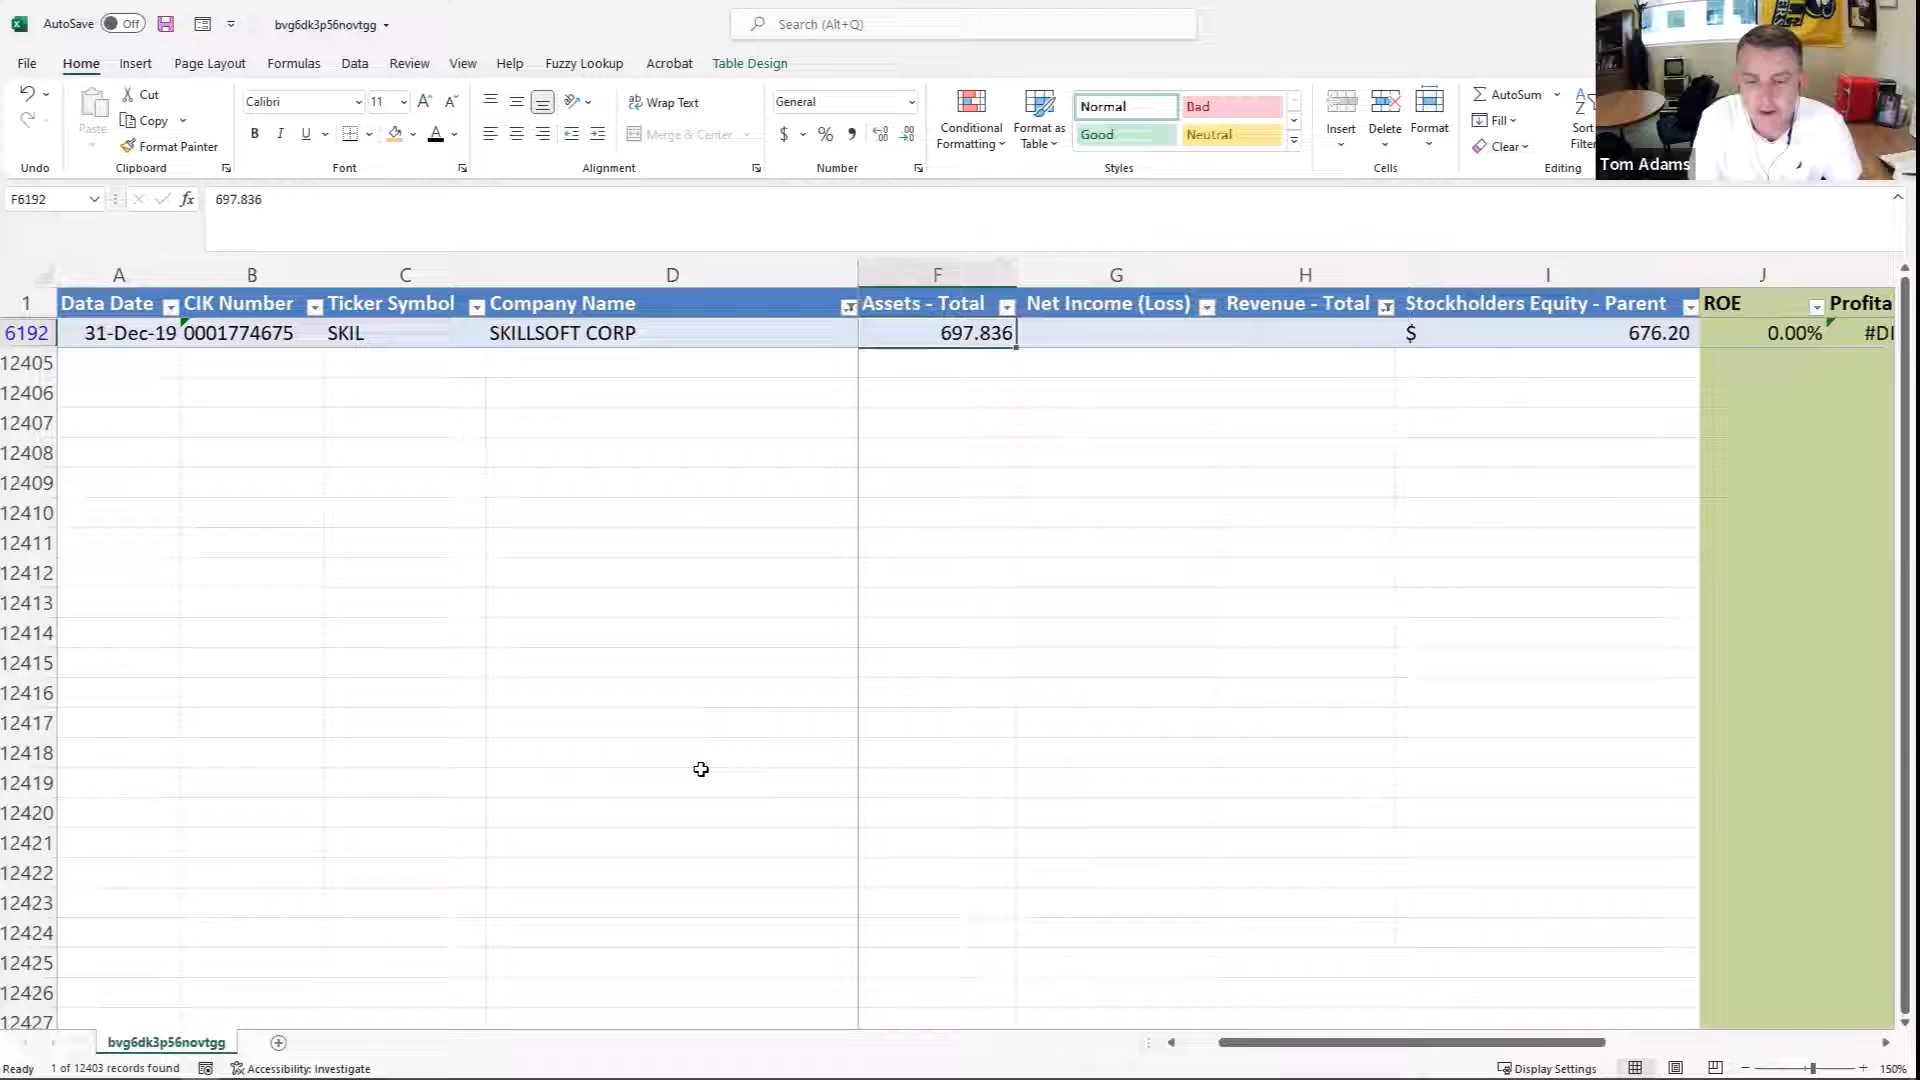 AutoSave Off bvg6dk3p56novtgg Search (Alt+Q)
File Home Insert Page Layout Formulas Data Review View Help Fuzzy Lookup Acrobat Table Design
Cut
Copy
Format Painter
Paste
Undo Clipboard
Calibri 11
B I U A
Font
Wrap Text
Merge & Center
Alignment
General
$ %
Number
Conditional Formatting
Format as Table
Normal Bad
Good Neutral
Styles
Insert Delete Format
Cells
AutoSum
Fill
Clear
Sort
Filter
Editing
Tom Adams
F6192 fx 697.836
A B C D F G H I J
1 Data Date CIK Number Ticker Symbol Company Name Assets - Total Net Income (Loss) Revenue - Total Stockholders Equity - Parent ROE Profita
6192 31-Dec-19 0001774675 SKIL SKILLSOFT CORP 697.836 $ 676.20 0.00% #DI
12405
12406
12407
12408
12409
12410
12411
12412
12413
12414
12415
12416
12417
12418
12419
12420
12421
12422
12423
12424
12425
12426
12427
bvg6dk3p56novtgg
Ready 1 of 12403 records found Accessibility: Investigate Display Settings 150%